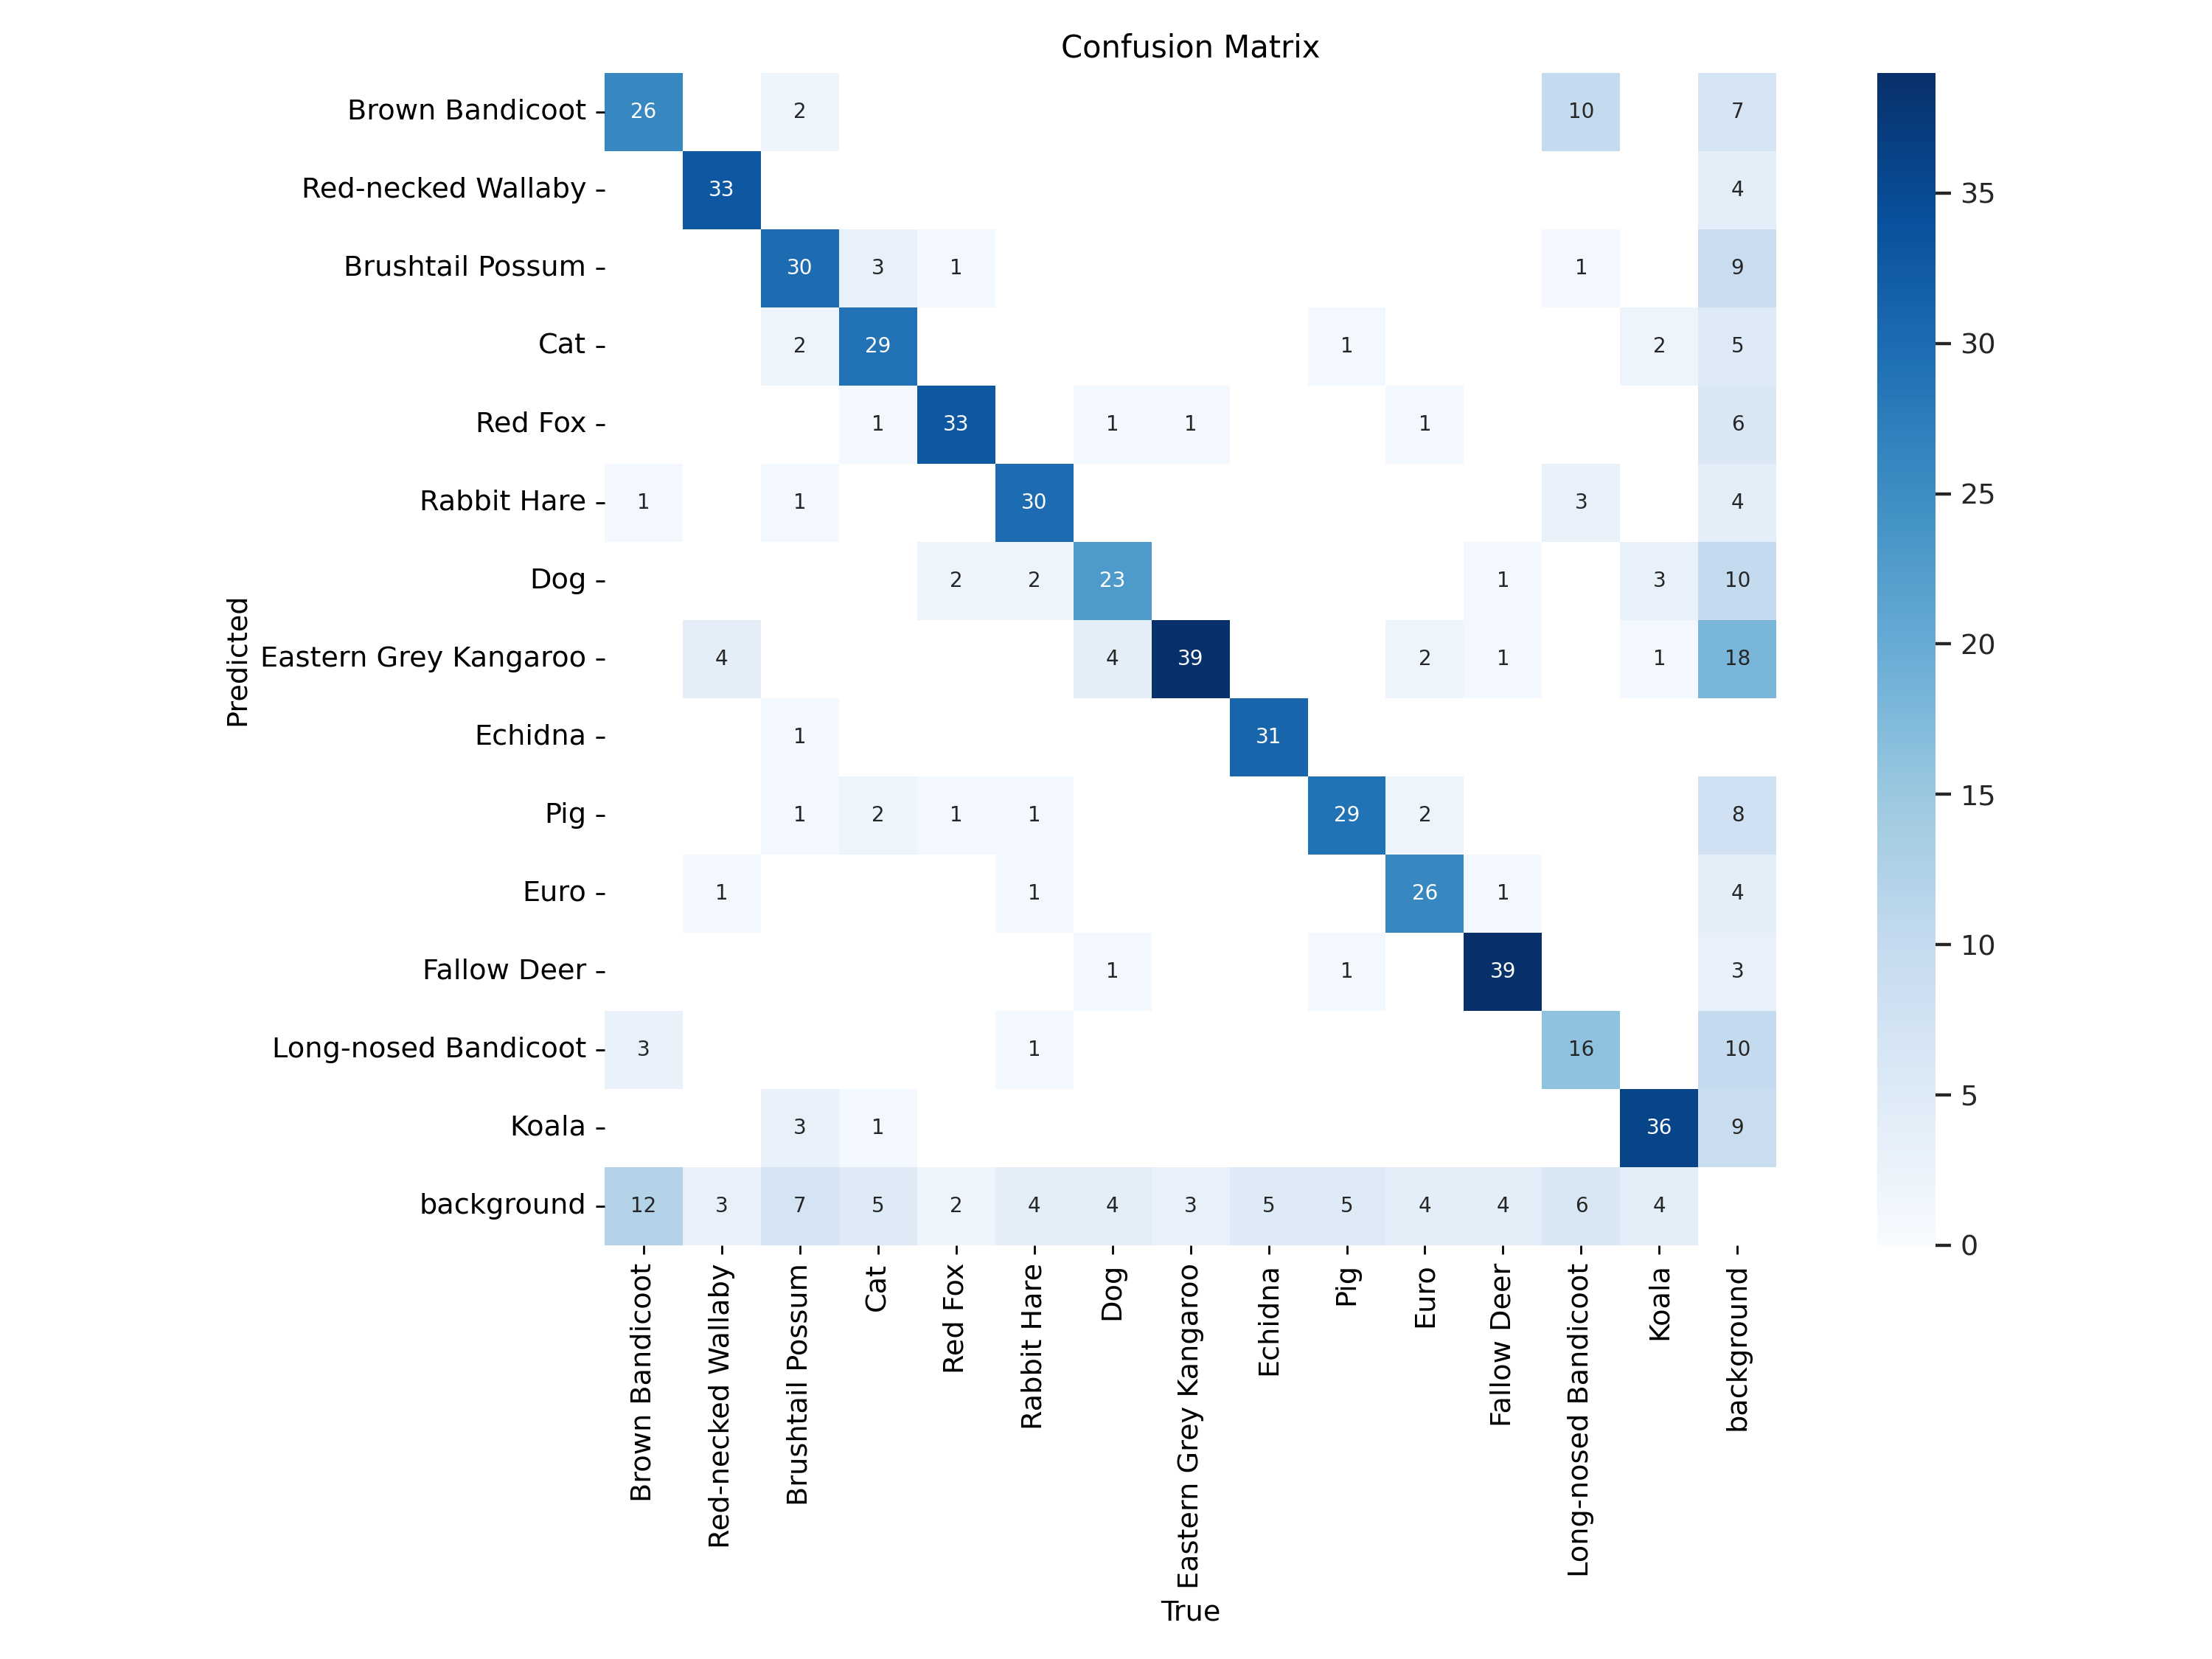 Confusion Matrix
Predicted
Brown Bandicoot 26 2 10 7
Red-necked Wallaby 33 4
Brushtail Possum 30 3 1 1 9
Cat 2 29 1 2 5
Red Fox 1 33 1 1 1 6
Rabbit Hare 1 1 30 3 4
Dog 2 2 23 1 3 10
Eastern Grey Kangaroo 4 4 39 2 1 1 18
Echidna 1 31
Pig 1 2 1 1 29 2 8
Euro 1 1 26 1 4
Fallow Deer 1 1 39 3
Long-nosed Bandicoot 3 1 16 10
Koala 3 1 36 9
background 12 3 7 5 2 4 4 3 5 5 4 4 6 4
Brown Bandicoot
Red-necked Wallaby
Brushtail Possum
Cat
Red Fox
Rabbit Hare
Dog
Eastern Grey Kangaroo
Echidna
Pig
Euro
Fallow Deer
Long-nosed Bandicoot
Koala
background
True
35
30
25
20
15
10
5
0